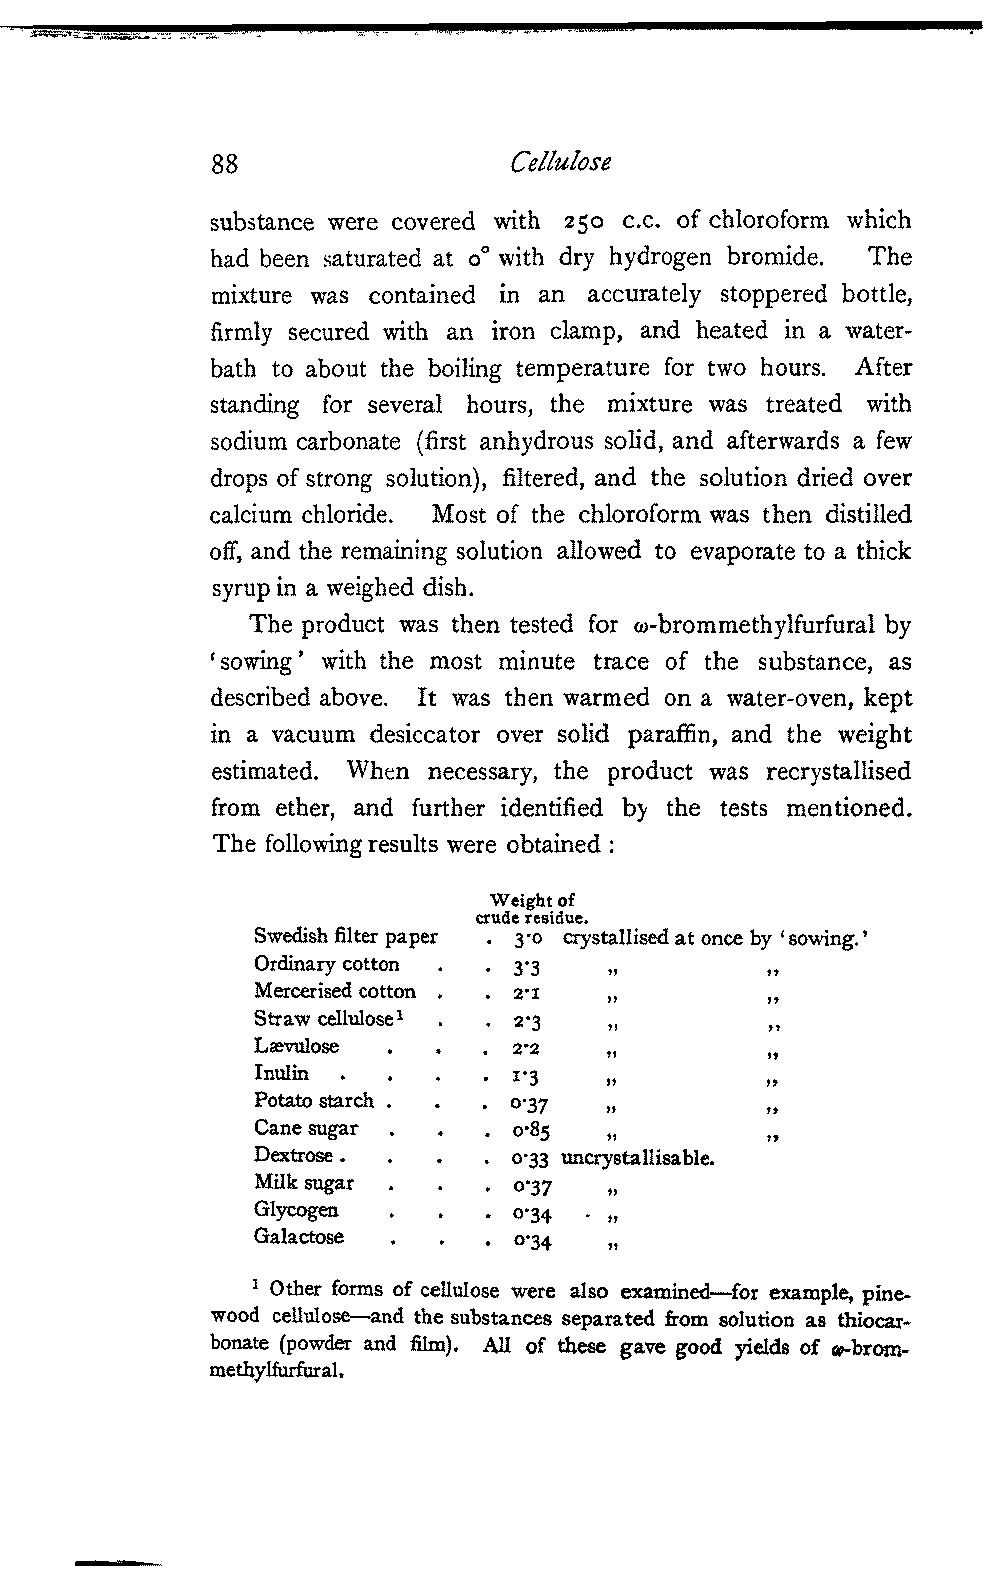 88 Cellulose
substance were covered with 250 c.c. of chloroform which
had been saturated at 0° with dry hydrogen bromide. The
mixture was contained in an accurately stoppered bottle,
firmly secured with an iron clamp, and heated in a water-
bath to about the boiling temperature for two hours. After
standing for several hours, the mixture was treated with
sodium carbonate (first anhydrous solid, and afterwards a few
drops of strong solution), filtered, and the solution dried over
calcium chloride. Most of the chloroform was then distilled
off, and the remaining solution allowed to evaporate to a thick
syrup in a weighed dish.
The product was then tested for ω-brommethylfurfural by
‘sowing’ with the most minute trace of the substance, as
described above. It was then warmed on a water-oven, kept
in a vacuum desiccator over solid paraffin, and the weight
estimated. When necessary, the product was recrystallised
from ether, and further identified by the tests mentioned.
The following results were obtained :
Weight of
crude residue.
Swedish filter paper . 3·0 crystallised at once by ‘sowing.’
Ordinary cotton . . 3·3 ,, ,,
Mercerised cotton . . 2·1 ,, ,,
Straw cellulose¹ . . 2·3 ,, ,,
Lævulose . . . 2·2 ,, ,,
Inulin . . . . 1·3 ,, ,,
Potato starch . . . 0·37 ,, ,,
Cane sugar . . . 0·85 ,, ,,
Dextrose . . . . 0·33 uncrystallisable.
Milk sugar . . . 0·37 ,,
Glycogen . . . 0·34 ,,
Galactose . . . 0·34 ,,
¹ Other forms of cellulose were also examined—for example, pine-
wood cellulose—and the substances separated from solution as thiocar-
bonate (powder and film). All of these gave good yields of ω-brom-
methylfurfural.